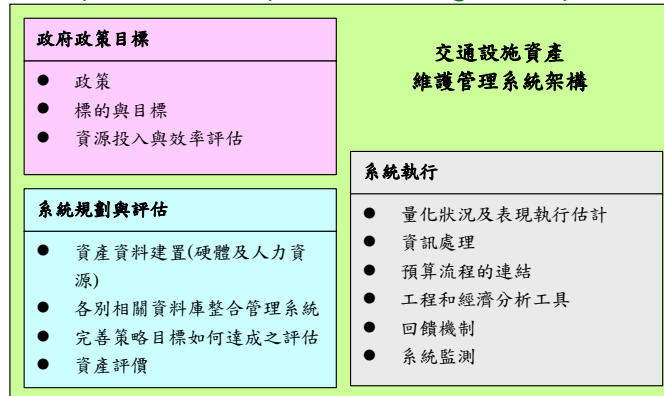 政府政策目標
● 政策
● 標的與目標
● 資源投入與效率評估
交通設施資產
維護管理系統架構
系統規劃與評估
● 資產資料建置(硬體及人力資
源)
● 各別相關資料庫整合管理系統
● 完善策略目標如何達成之評估
● 資產評價
系統執行
● 量化狀況及表現執行估計
● 資訊處理
● 預算流程的連結
● 工程和經濟分析工具
● 回饋機制
● 系統監測